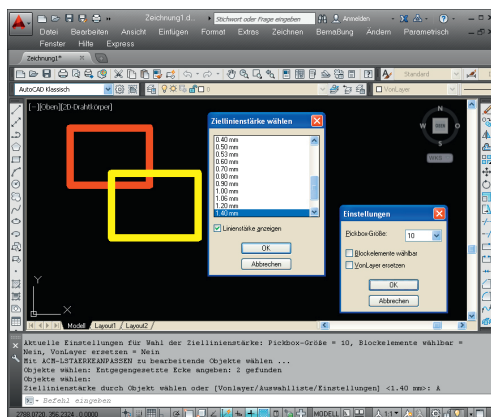 Zeichnung1.d...
Stichwort oder Frage eingeben
Anmelden
Datei Bearbeiten Ansicht Einfügen Format Extras Zeichnen Bemaßung Ändern Parametrisch
Fenster Hilfe Express
Zeichnung1*
Standard
AutoCAD Klassisch
VonLayer
[-][Oben][2D-Drahtkörper]
N
W
O
S
WKS
Ziellinienstärke wählen
0.40 mm
0.50 mm
0.53 mm
0.60 mm
0.70 mm
0.80 mm
0.90 mm
1.00 mm
1.06 mm
1.20 mm
1.40 mm
Linienstärke anzeigen
OK
Abbrechen
Einstellungen
Pickbox-Größe: 10
Blockelemente wählbar
VonLayer ersetzen
OK
Abbrechen
Y
X
Modell Layout1 Layout2
Aktuelle Einstellungen für Wahl der Ziellinienstärke: Pickbox-Größe = 10, Blockelemente wählbar =
Nein, VonLayer ersetzen = Nein
Mit ACM-LSTAERKEANPASSEN zu bearbeitende Objekte wählen ...
Objekte wählen: Entgegengesetzte Ecke angeben: 2 gefunden
Objekte wählen:
Ziellinienstärke durch Objekt wählen oder [Vonlayer/Auswahlliste/Einstellungen] <1.40 mm>: A
Befehl eingeben
MODELL
1:1